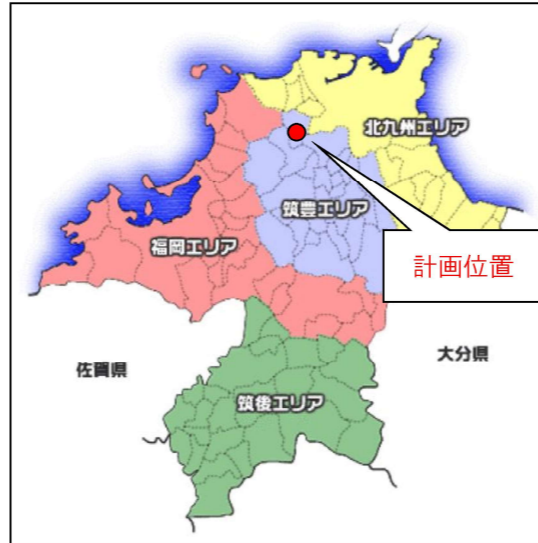 北九州エリア
筑豊エリア
福岡エリア
計画位置
佐賀県
大分県
筑後エリア